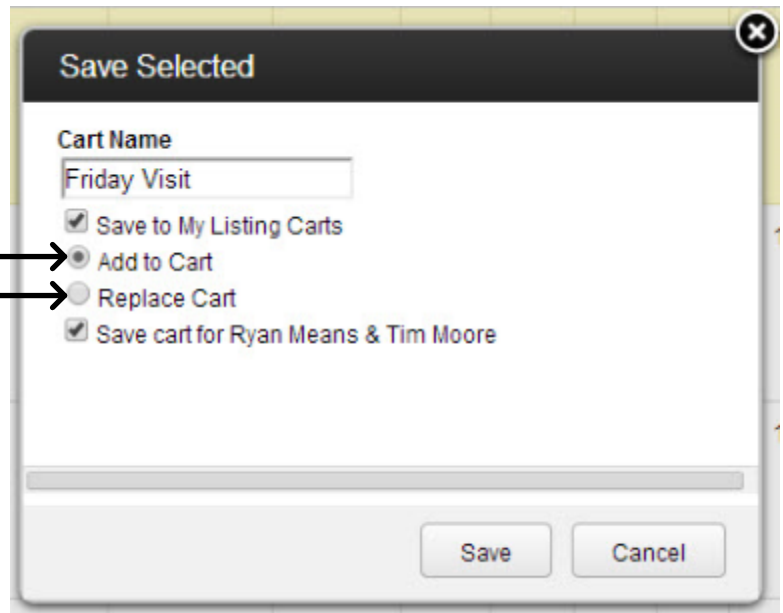 Save Selected
Cart Name
Friday Visit
Save to My Listing Carts
Add to Cart
Replace Cart
Save cart for Ryan Means & Tim Moore
Save
Cancel